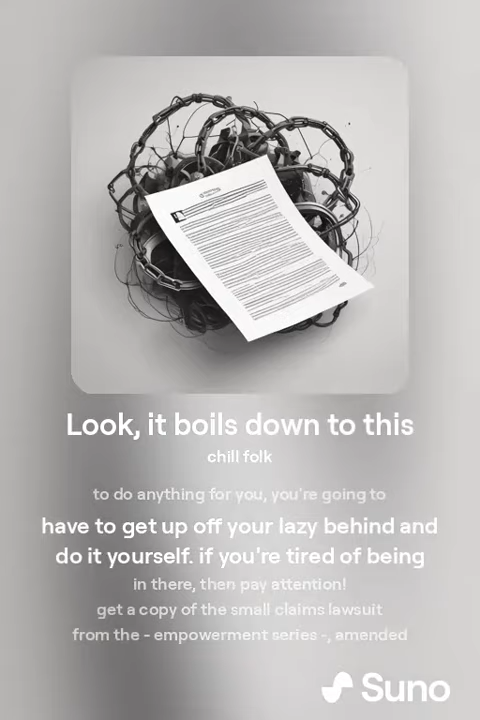 Look, it boils down to this
chill folk
to do anything for you, you're going to
have to get up off your lazy behind and
do it yourself. if you're tired of being
in there, then pay attention!
get a copy of the small claims lawsuit
from the - empowerment series -, amended
Suno